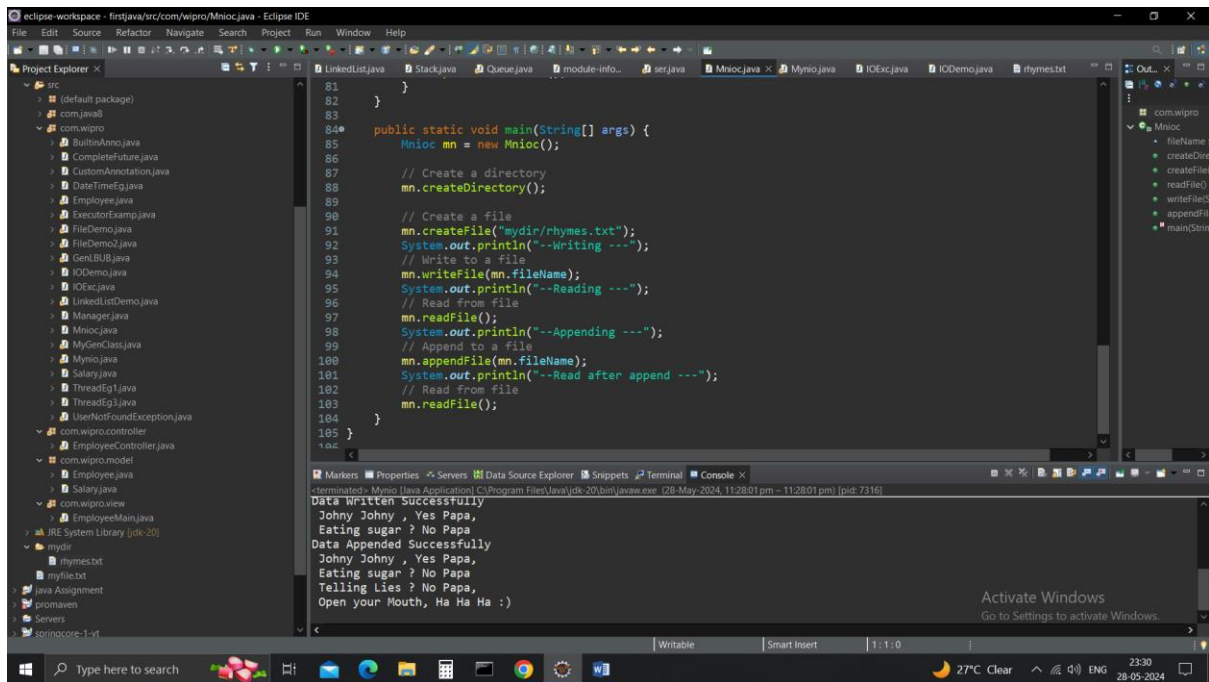 eclipse-workspace - firstjava/src/com/wipro/Mnioc.java - Eclipse IDE
File Edit Source Refactor Navigate Search Project Run Window Help
Project Explorer
src
(default package)
com.java8
com.wipro
BuiltinAnno.java
CompleteFuture.java
CustomAnnotation.java
DateTimeEg.java
Employee.java
ExecutorExamp.java
FileDemo.java
FileDemo2.java
GenLBUB.java
IODemo.java
IOExc.java
LinkedListDemo.java
Manager.java
Mnioc.java
MyGenClass.java
Mynio.java
Salary.java
ThreadEg1.java
ThreadEg3.java
UserNotFoundException.java
com.wipro.controller
EmployeeController.java
com.wipro.model
Employee.java
Salary.java
com.wipro.view
EmployeeMain.java
JRE System Library [jdk-20]
mydir
rhymes.txt
myfile.txt
java Assignment
promaven
Servers
springcore-1-vt
LinkedList.java Stack.java Queue.java module-info... ser.java Mnioc.java Mynio.java IOExc.java IODemo.java rhymes.txt
81 }
82 }
83
84 public static void main(String[] args) {
85 Mnioc mn = new Mnioc();
86
87 // Create a directory
88 mn.createDirectory();
89
90 // Create a file
91 mn.createFile("mydir/rhymes.txt");
92 System.out.println("--Writing ---");
93 // Write to a file
94 mn.writeFile(mn.fileName);
95 System.out.println("--Reading ---");
96 // Read from file
97 mn.readFile();
98 System.out.println("--Appending ---");
99 // Append to a file
100 mn.appendFile(mn.fileName);
101 System.out.println("--Read after append ---");
102 // Read from file
103 mn.readFile();
104 }
105 }
106
Out...
com.wipro
Mnioc
fileName
createDire
createFile(
readFile()
writeFile(S
appendFil
main(Strin
Markers Properties Servers Data Source Explorer Snippets Terminal Console
<terminated> Mynio [Java Application] C:\Program Files\Java\jdk-20\bin\javaw.exe (28-May-2024, 11:28:01 pm – 11:28:01 pm) [pid: 7316]
Data Written Successfully
Johny Johny , Yes Papa,
Eating sugar ? No Papa
Data Appended Successfully
Johny Johny , Yes Papa,
Eating sugar ? No Papa
Telling Lies ? No Papa,
Open your Mouth, Ha Ha Ha :)
Activate Windows
Go to Settings to activate Windows.
Writable Smart Insert 1 : 1 : 0
Type here to search
27°C Clear ENG 23:30
28-05-2024